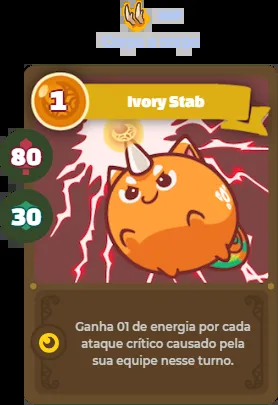 1
Ivory Stab
80
30
Ganha 01 de energia por cada
ataque crítico causado pela
sua equipe nesse turno.